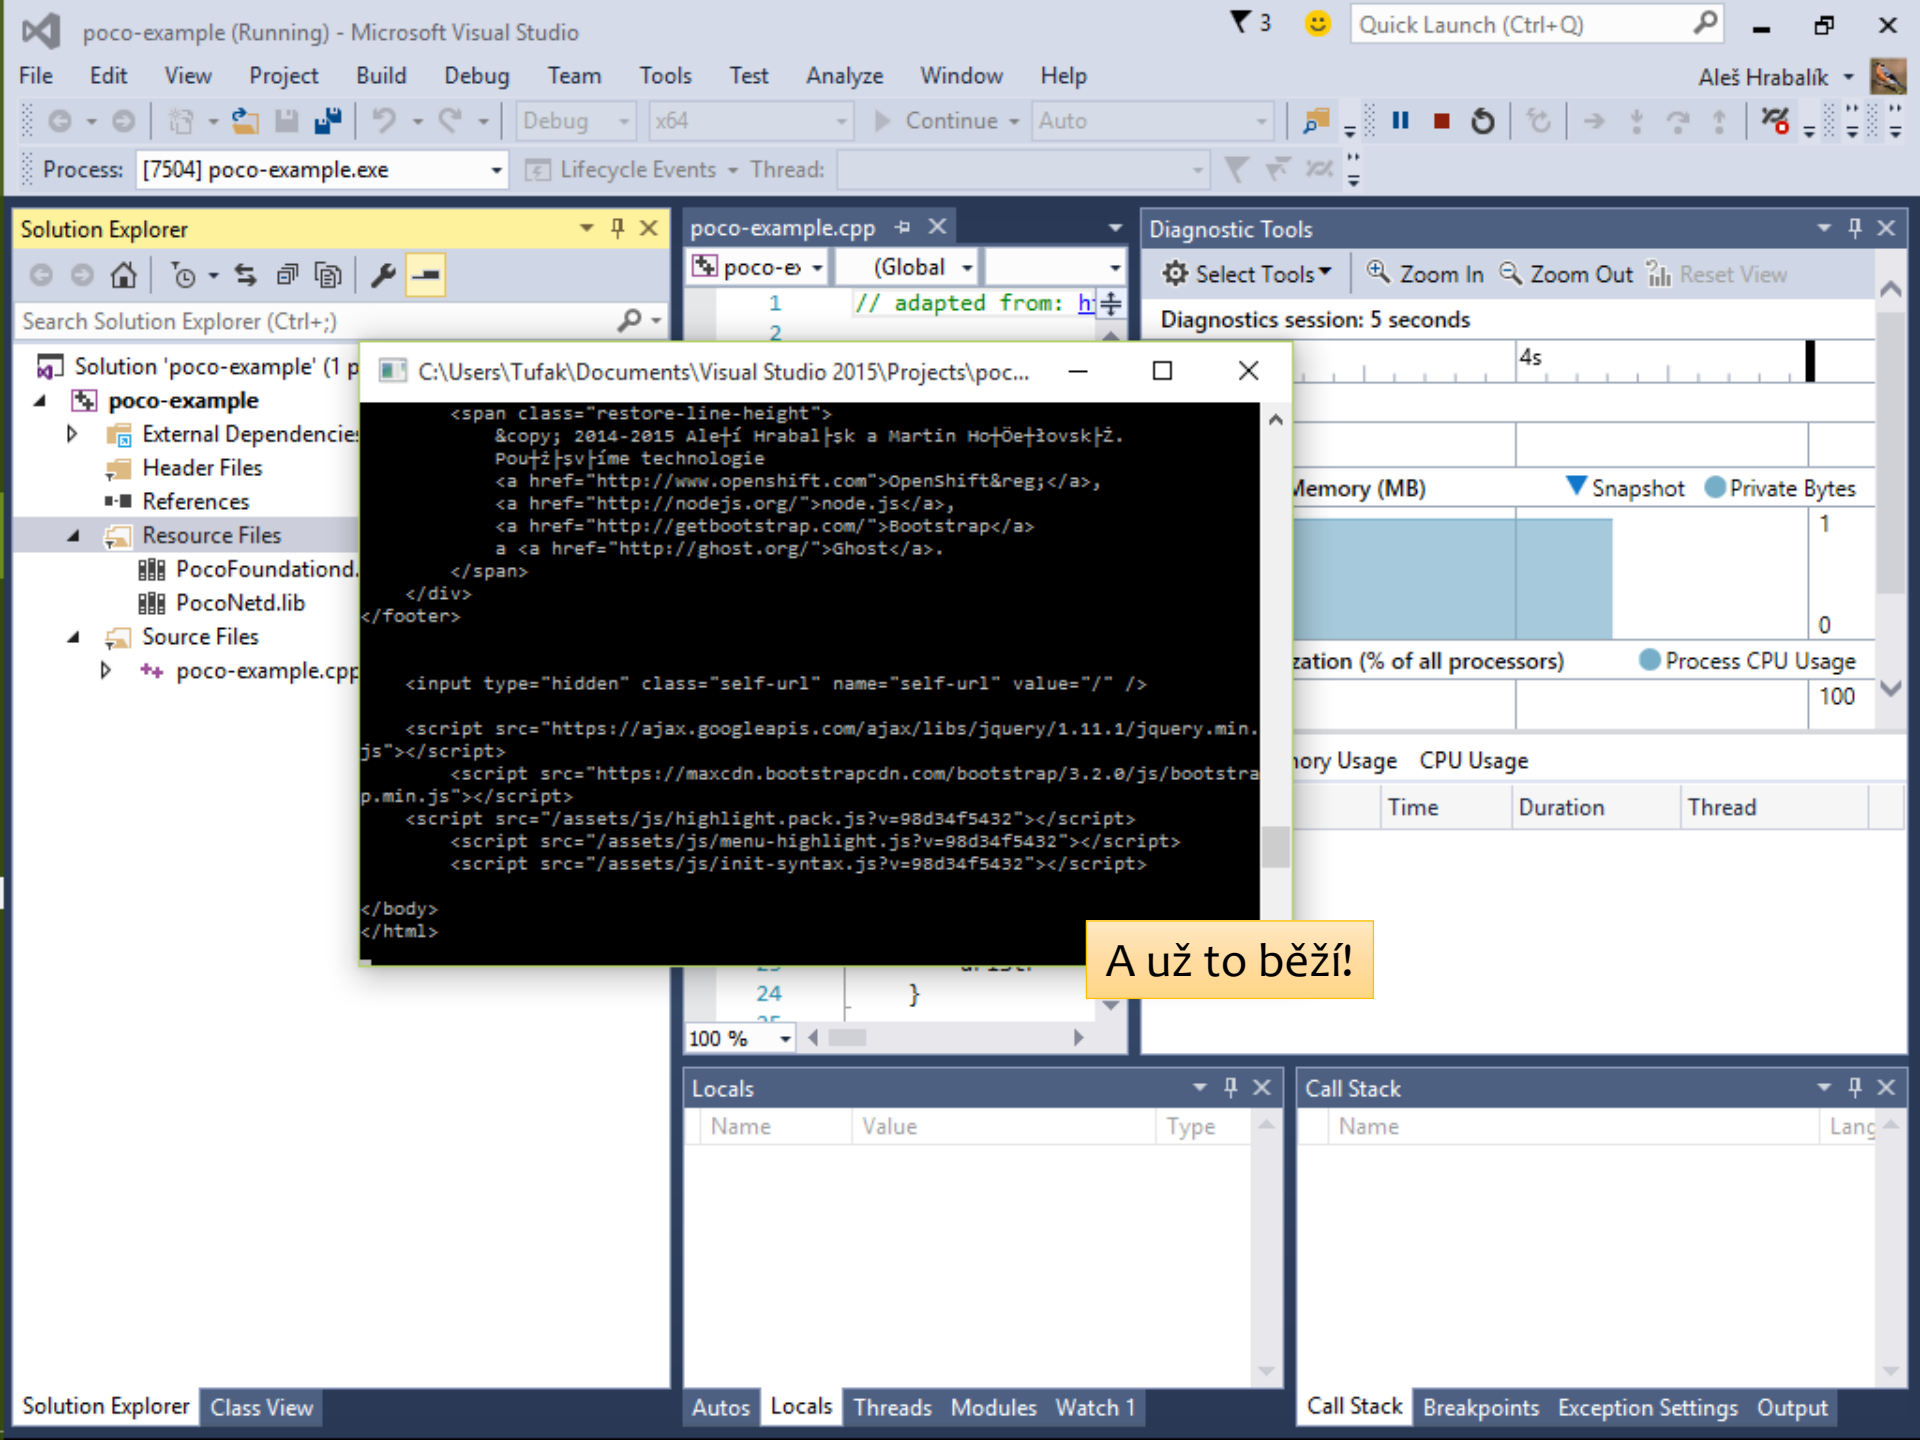 poco-example (Running) - Microsoft Visual Studio
3
Quick Launch (Ctrl+Q)
File Edit View Project Build Debug Team Tools Test Analyze Window Help
Aleš Hrabalík
Debug x64 Continue Auto
Process: [7504] poco-example.exe Lifecycle Events Thread:
Solution Explorer
Search Solution Explorer (Ctrl+;)
Solution 'poco-example' (1 p
poco-example
External Dependencie
Header Files
References
Resource Files
PocoFoundationd.
PocoNetd.lib
Source Files
poco-example.cpp
Solution Explorer Class View
poco-example.cpp
(Global
1 // adapted from:
2
C:\Users\Tufak\Documents\Visual Studio 2015\Projects\poc...
<span class="restore-line-height">
&copy; 2014-2015 Ale┼í Hrabal├şk a Martin Ho┼Öe┼łovsk├Ż.
Pou┼ż├şv├íme technologie
<a href="http://www.openshift.com">OpenShift&reg;</a>,
<a href="http://nodejs.org/">node.js</a>,
<a href="http://getbootstrap.com/">Bootstrap</a>
a <a href="http://ghost.org/">Ghost</a>.
</span>
</div>
</footer>
<input type="hidden" class="self-url" name="self-url" value="/" />
<script src="https://ajax.googleapis.com/ajax/libs/jquery/1.11.1/jquery.min.
js"></script>
<script src="https://maxcdn.bootstrapcdn.com/bootstrap/3.2.0/js/bootstra
p.min.js"></script>
<script src="/assets/js/highlight.pack.js?v=98d34f5432"></script>
<script src="/assets/js/menu-highlight.js?v=98d34f5432"></script>
<script src="/assets/js/init-syntax.js?v=98d34f5432"></script>
</body>
</html>
A už to běží!
24 }
100 %
Diagnostic Tools
Select Tools Zoom In Zoom Out Reset View
Diagnostics session: 5 seconds
4s
Memory (MB) Snapshot Private Bytes
1
0
zation (% of all processors) Process CPU Usage
100
ory Usage CPU Usage
Time Duration Thread
Locals
Name Value Type
Autos Locals Threads Modules Watch 1
Call Stack
Name Lang
Call Stack Breakpoints Exception Settings Output